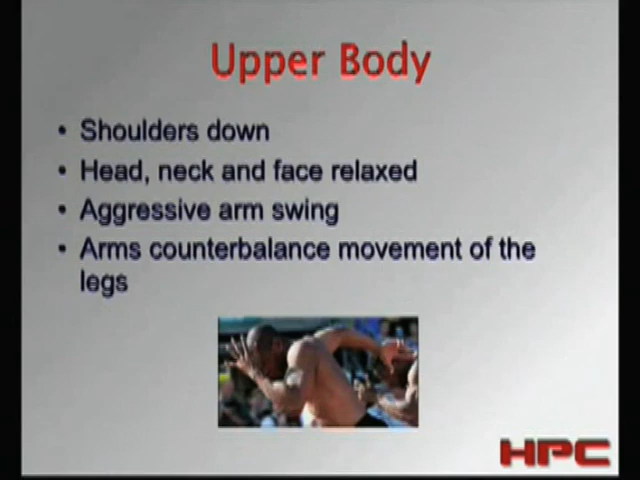 Upper Body
• Shoulders down
• Head, neck and face relaxed
• Aggressive arm swing
• Arms counterbalance movement of the
legs
HPC